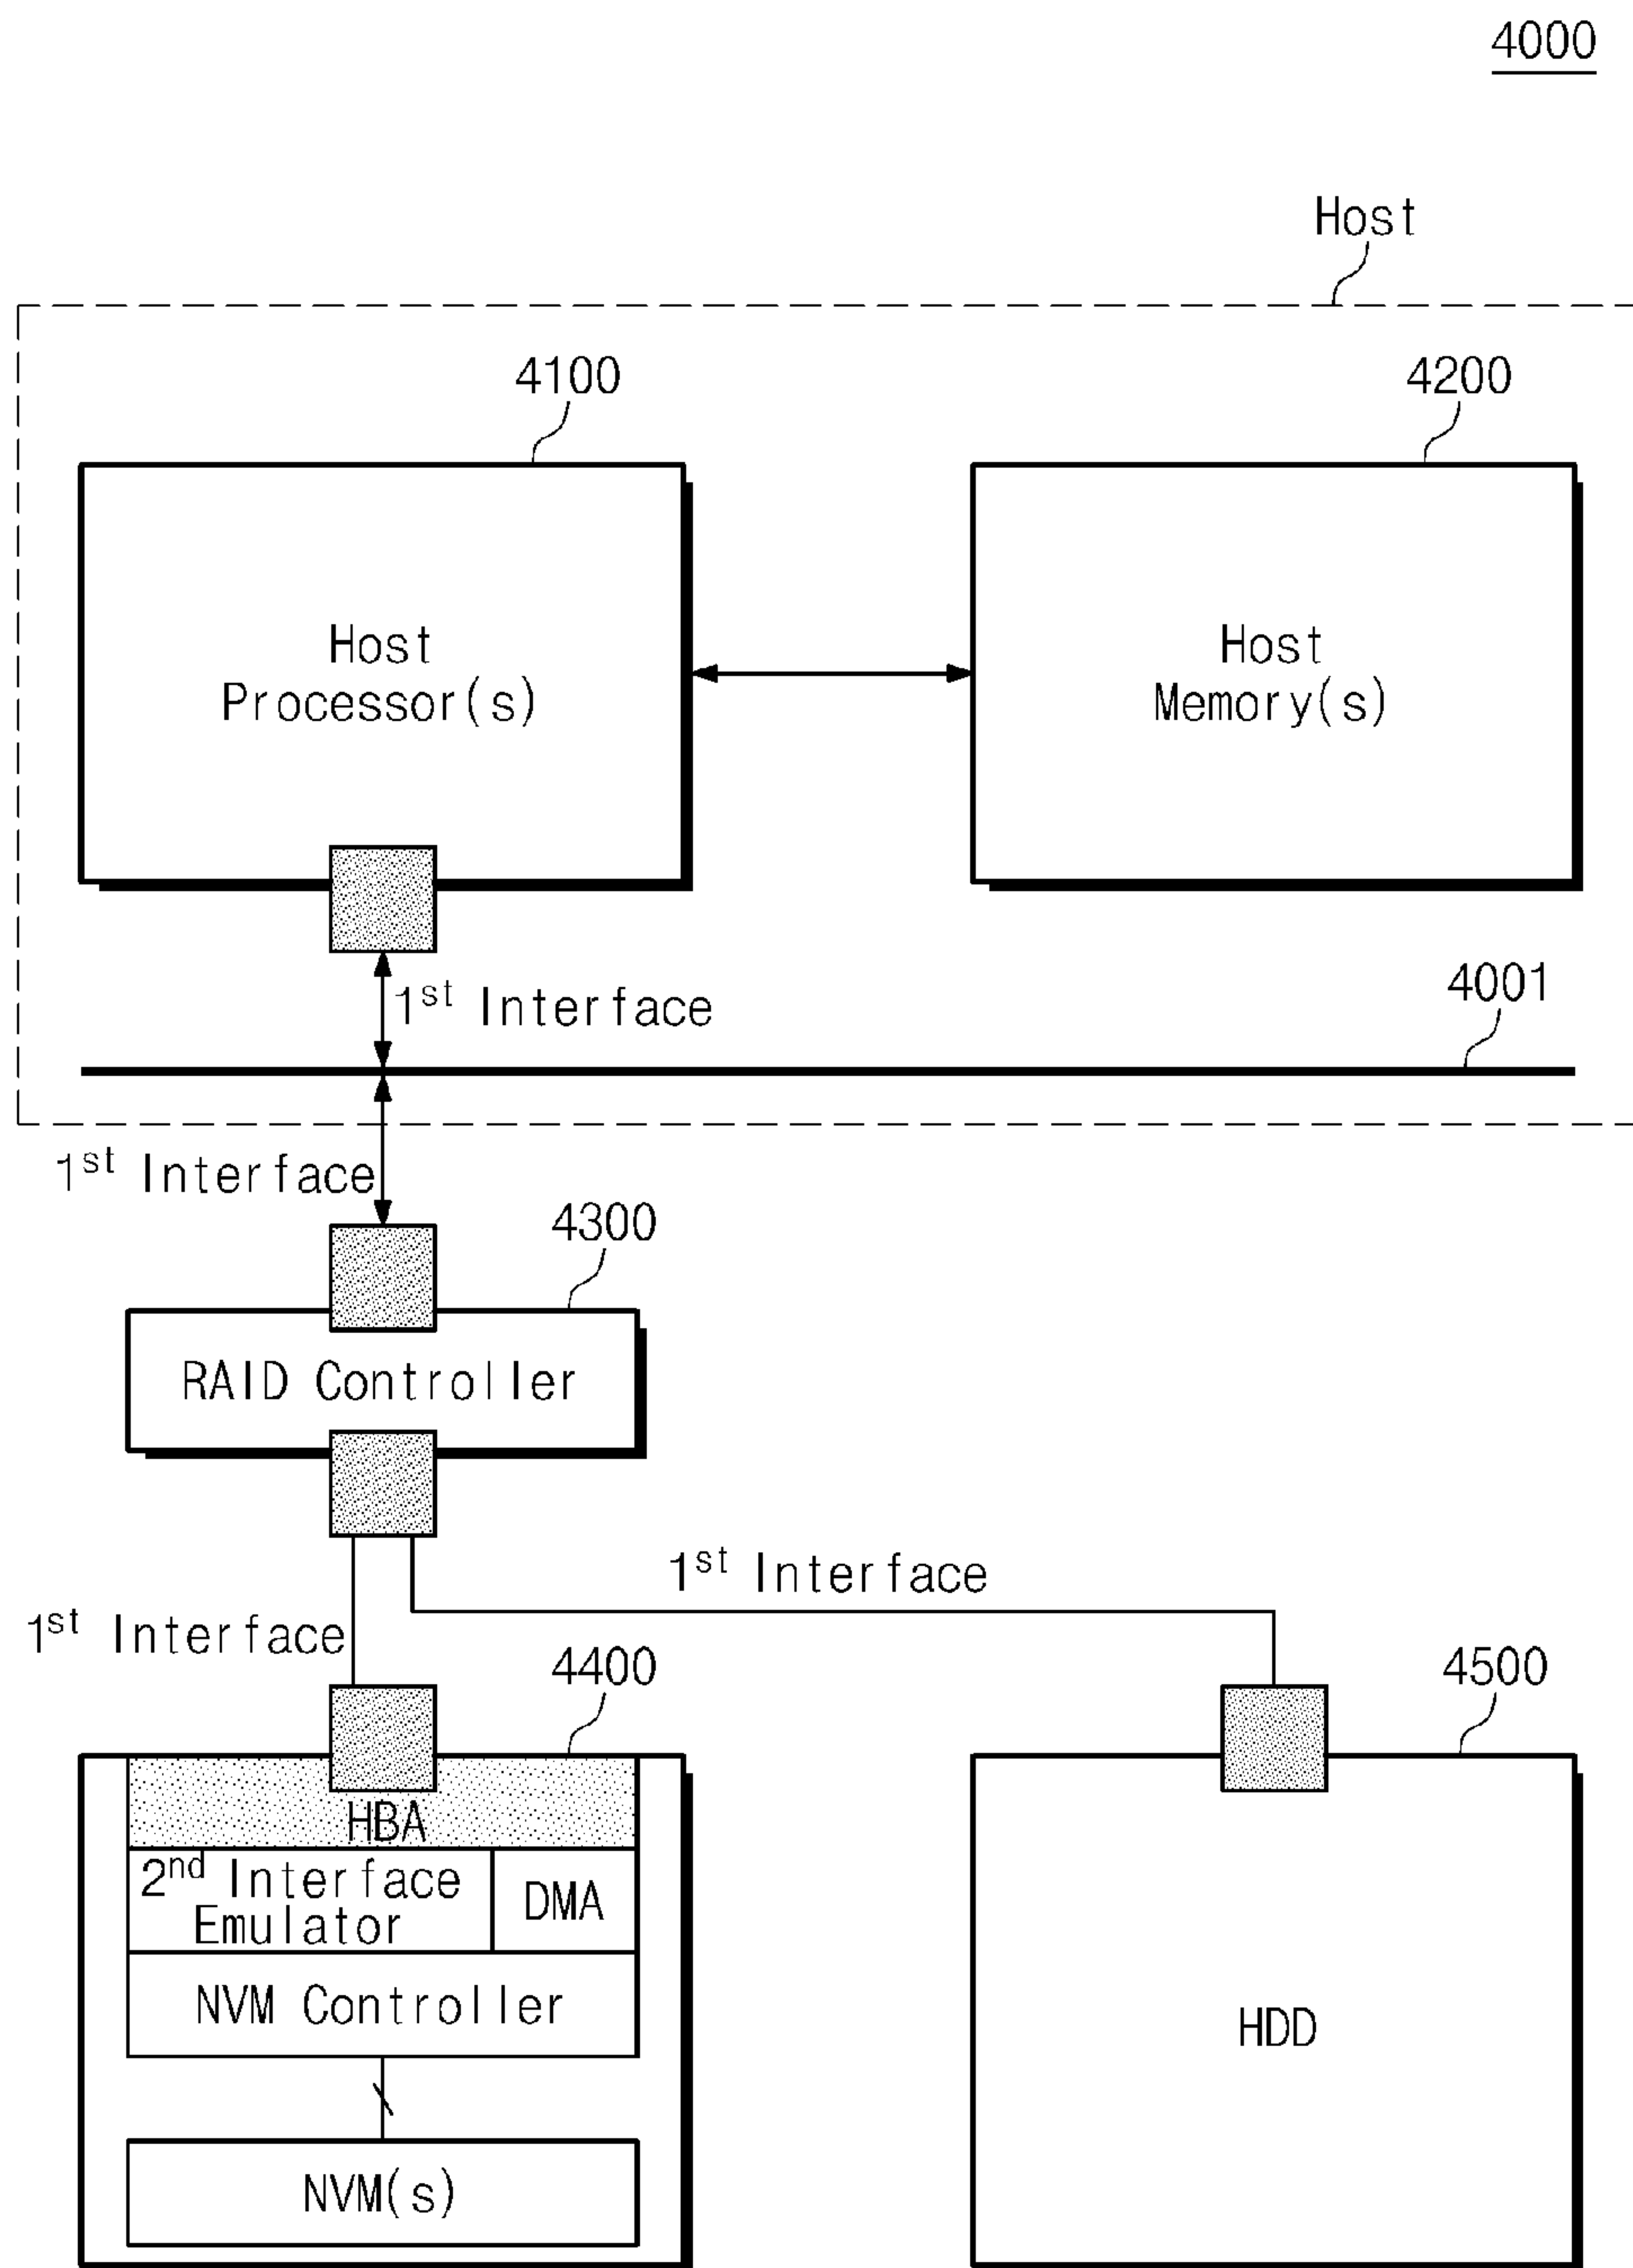 4000
Host
4100
4200
Host
Processor(s)
Host
Memory(s)
1st Interface
4001
1st Interface
4300
RAID Controller
1st Interface
1st Interface
4400
4500
HBA
2nd Interface
Emulator
DMA
NVM Controller
HDD
NVM(s)